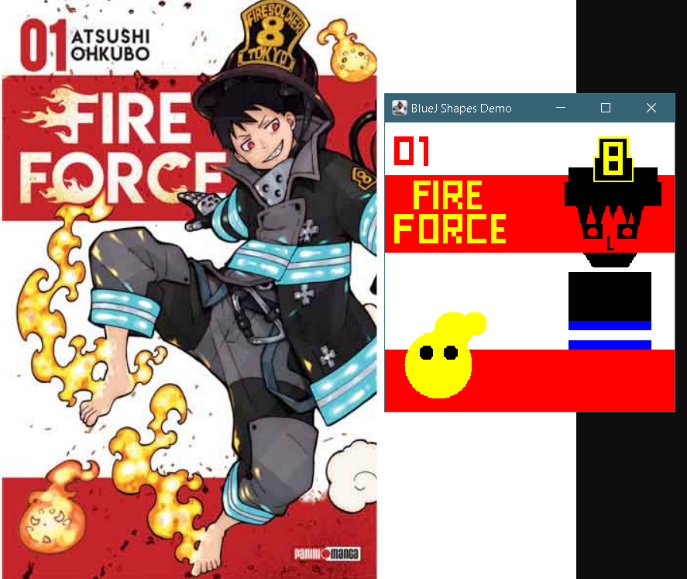 01 ATSUSHI
OHKUBO
FIRESOLDIER
8
TOKYO
FIRE
FORCE
PANINI MANGA
BlueJ Shapes Demo
01
8
FIRE
FORCE